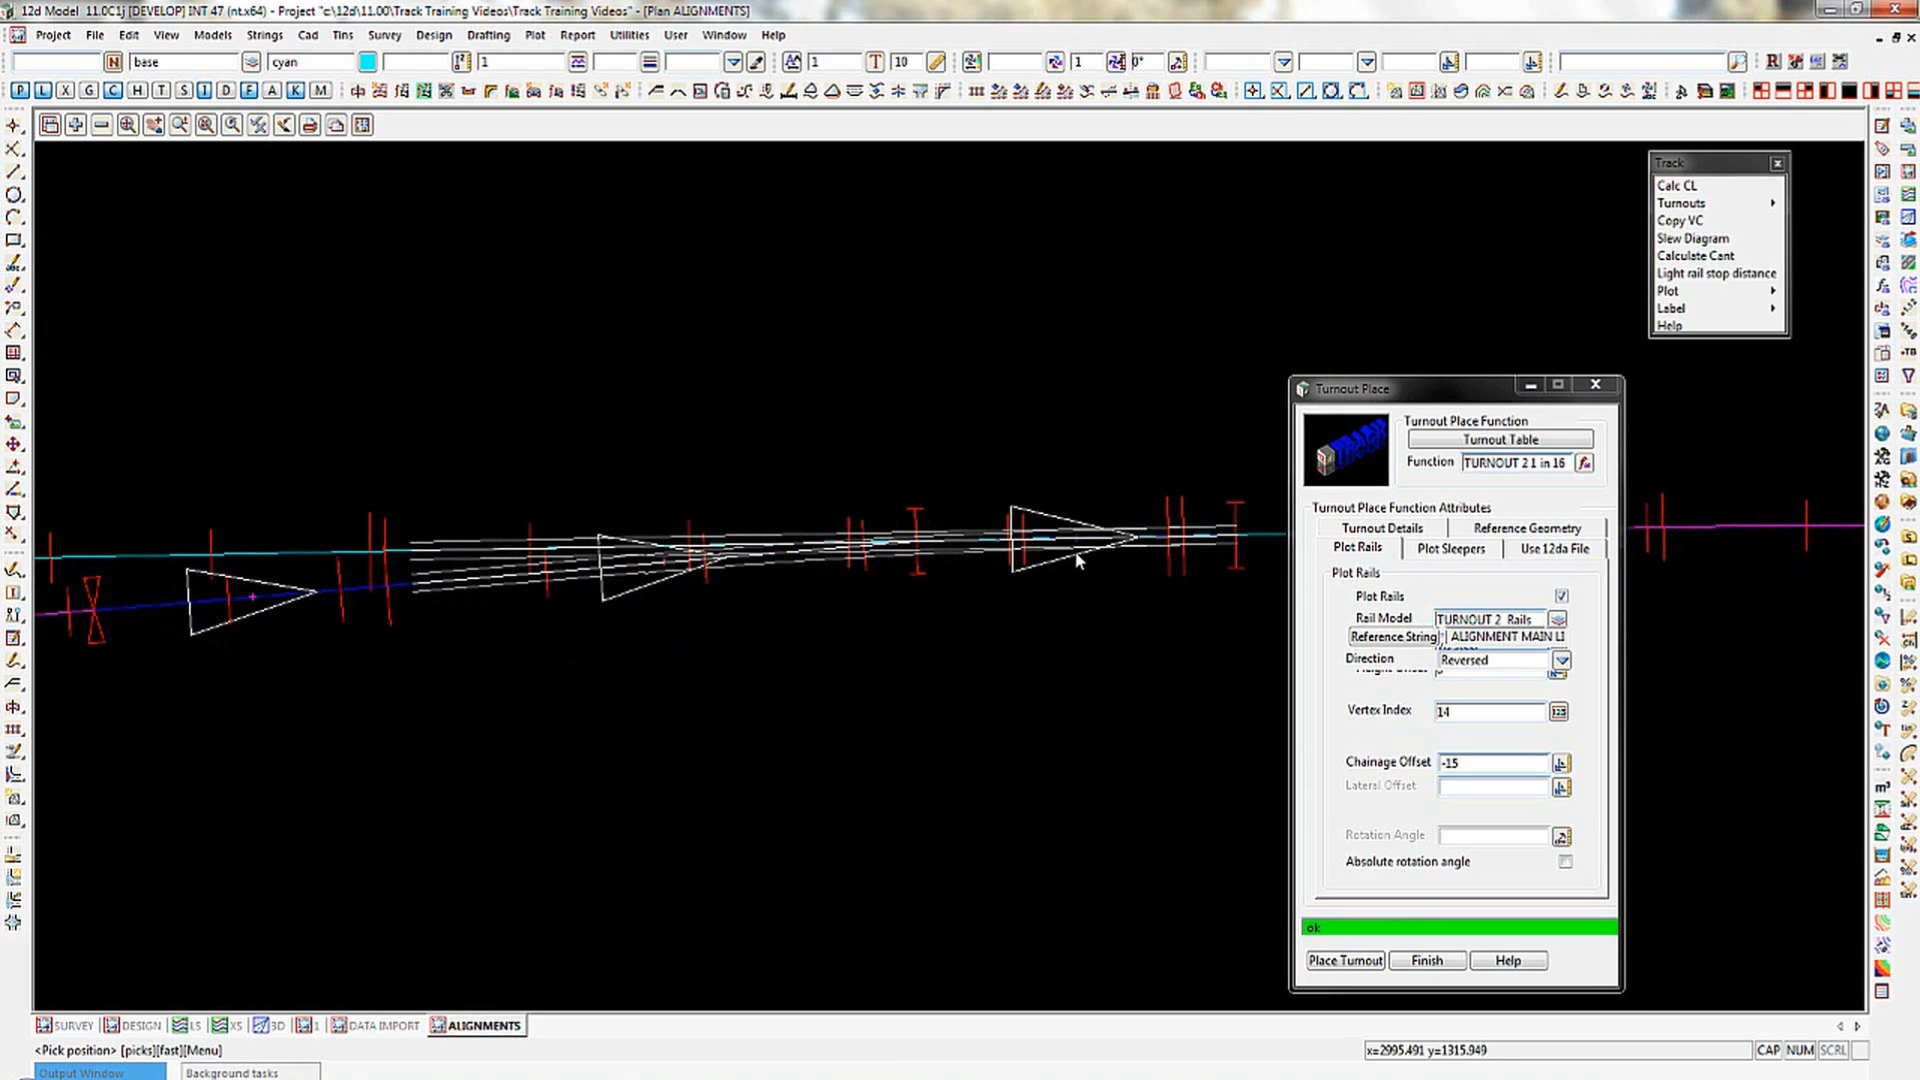 12d Model 11.0C1j [DEVELOP] INT 47 (nt.x64) - Project "c:\12d\11.00\Track Training Videos\Track Training Videos" - [Plan ALIGNMENTS]
Project File Edit View Models Strings Cad Tins Survey Design Drafting Plot Report Utilities User Window Help
N base cyan 1 1 T 10 1 0° R
P L X G C H T S I D F A K M
Track
Calc CL
Turnouts
Copy VC
Slew Diagram
Calculate Cant
Light rail stop distance
Plot
Label
Help
Turnout Place
Turnout Place Function
Turnout Table
Function TURNOUT 2 1 in 16
Turnout Place Function Attributes
Turnout Details Reference Geometry
Plot Rails Plot Sleepers Use 12da File
Plot Rails
Plot Rails
Rail Model TURNOUT 2 Rails
Reference String ALIGNMENT MAIN LI
Direction Reversed
Vertex Index 14
Chainage Offset -15
Lateral Offset
Rotation Angle
Absolute rotation angle
ok
Place Turnout Finish Help
SURVEY DESIGN LS XS 3D 1 DATA IMPORT ALIGNMENTS
<Pick position> [picks][fast][Menu] x=2995.491 y=1315.949 CAP NUM SCRL
Output Window Background tasks